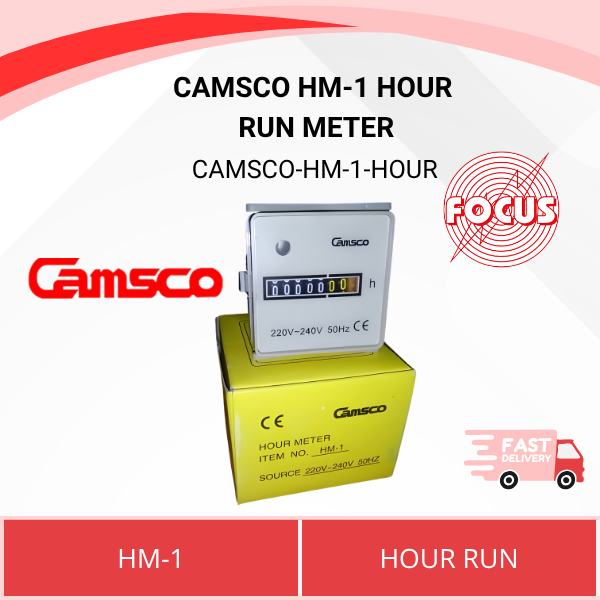 CAMSCO HM-1 HOUR
RUN METER
CAMSCO-HM-1-HOUR
FOCUS
Camsco
Camsco
0000000 h
220V~240V 50Hz CE
CE Camsco
HOUR METER
ITEM NO. HM-1
SOURCE 220V~240V 50HZ
FAST
DELIVERY
HM-1
HOUR RUN